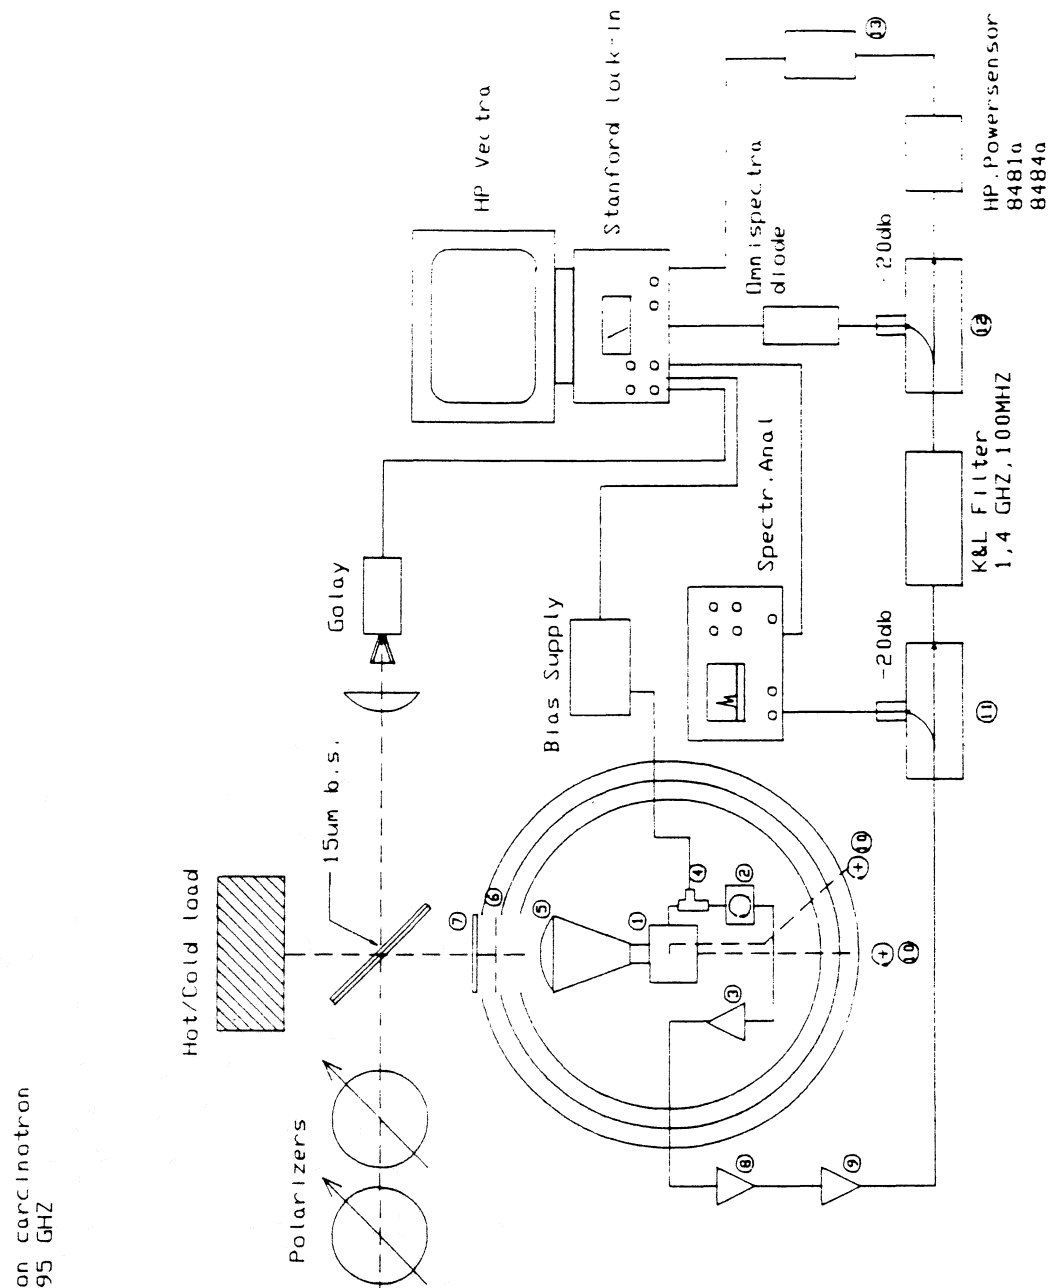 on carcinotron
95 GHZ
Polarizers
Hot/Cold load
15um b.s.
Golay
HP Vectra
Stanford lock-in
Bias Supply
Spectr.Anal
Omnispectra
diode
-20db
-20db
K&L Filter
1,4 GHZ,100MHZ
HP.Powersensor
8481a
8484a
1
2
3
4
5
6
7
8
9
10
10
11
12
13